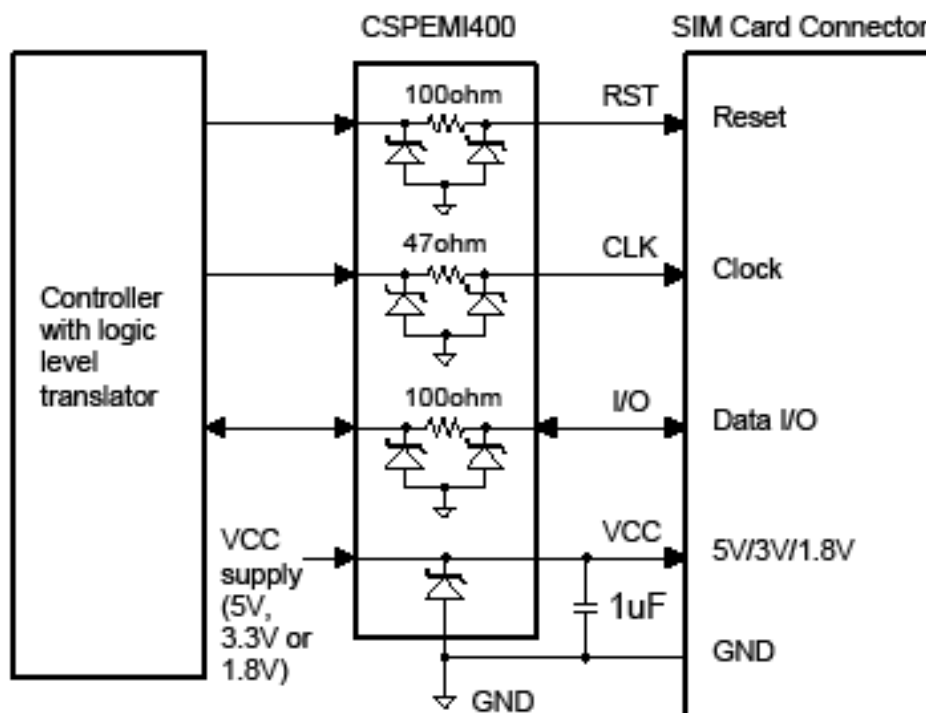 CSPEMI400
SIM Card Connector
100ohm
RST
Reset
47ohm
CLK
Clock
Controller
with logic
level
translator
100ohm
I/O
Data I/O
VCC
supply
(5V,
3.3V or
1.8V)
VCC
5V/3V/1.8V
1uF
GND
GND